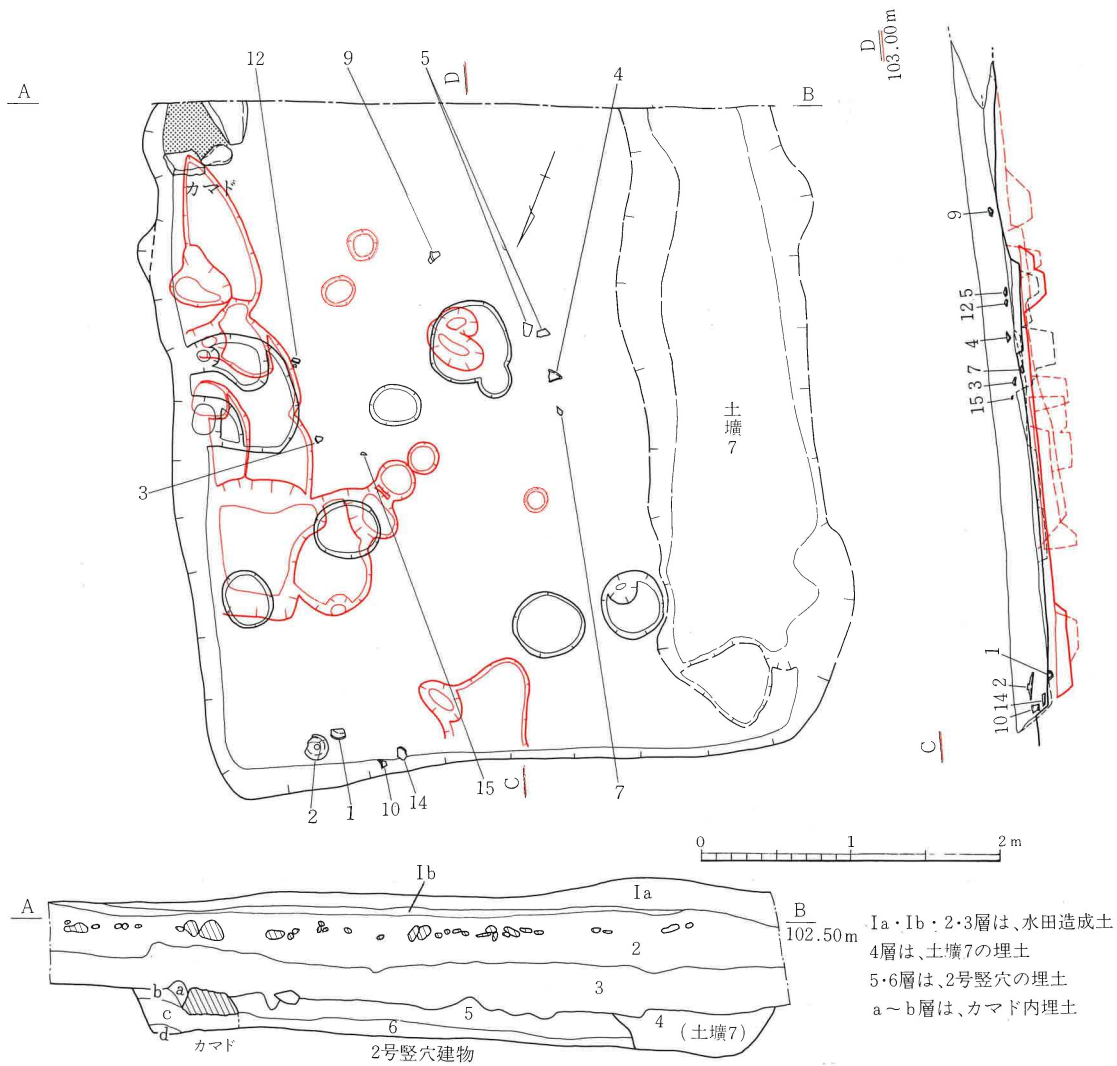 12
9
5
D
4
A
B
カマド
土壙7
3
2
1
10
14
15
C
7
D
103.00m
9
125
4
7
3
15
1
2
14
10
C
0 1 2 m
A
Ib
Ia
B
102.50m
2
3
b a
c
d
5
6
4
(土壙7)
カマド
2号竪穴建物
Ia・Ib・2・3層は、水田造成土
4層は、土壙7の埋土
5・6層は、2号竪穴の埋土
a～b層は、カマド内埋土